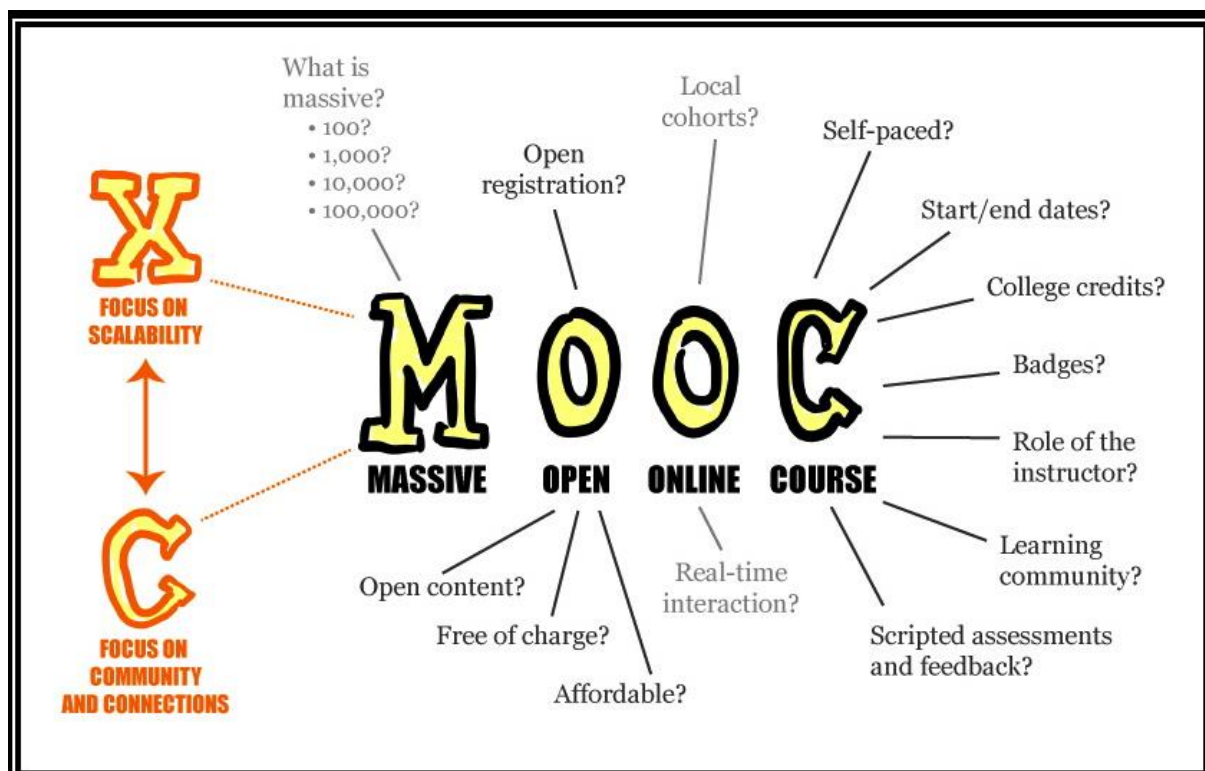 What is
massive?
• 100?
• 1,000?
• 10,000?
• 100,000?
Open
registration?
Local
cohorts?
Self-paced?
Start/end dates?
College credits?
Badges?
Role of the
instructor?
Learning
community?
Scripted assessments
and feedback?
X
FOCUS ON
SCALABILITY
C
FOCUS ON
COMMUNITY
AND CONNECTIONS
MOOC
MASSIVE OPEN ONLINE COURSE
Open content?
Free of charge?
Affordable?
Real-time
interaction?